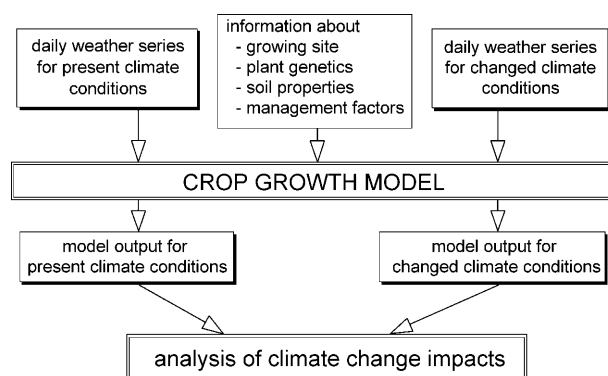 daily weather series
for present climate
conditions
information about
- growing site
- plant genetics
- soil properties
- management factors
daily weather series
for changed climate
conditions
CROP GROWTH MODEL
model output for
present climate conditions
model output for
changed climate conditions
analysis of climate change impacts